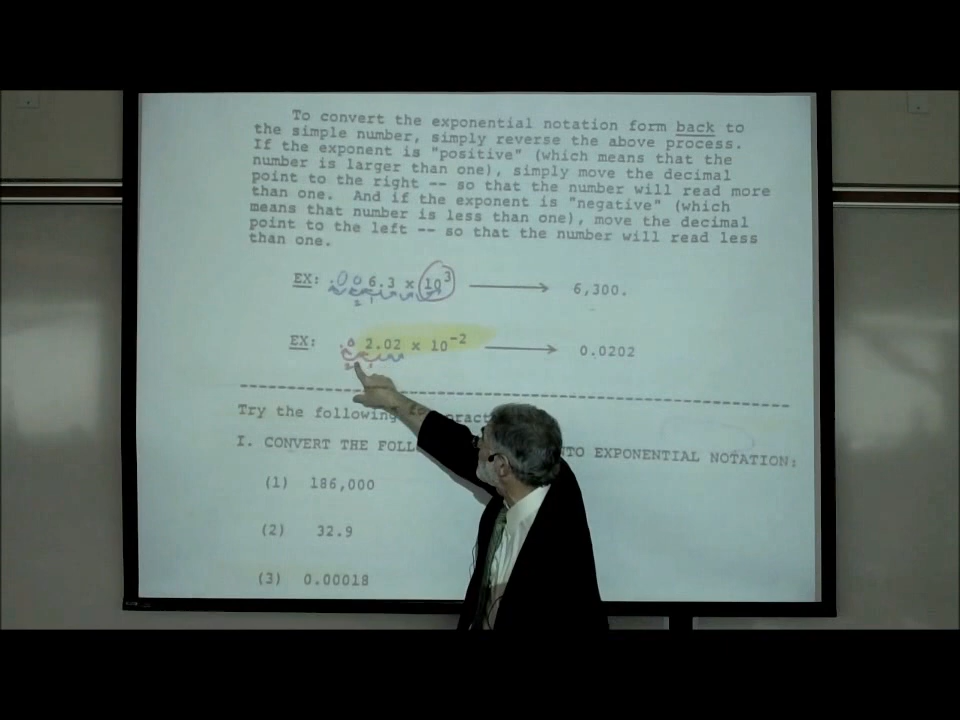 To convert the exponential notation form back to
the simple number, simply reverse the above process.
If the exponent is "positive" (which means that the
number is larger than one), simply move the decimal
point to the right -- so that the number will read more
than one. And if the exponent is "negative" (which
means that number is less than one), move the decimal
point to the left -- so that the number will read less
than one.
EX: .006.3 x 10³ 6,300.
2 1
EX: .0 2.02 x 10⁻² 0.0202
Try the following
I. CONVERT THE INTO EXPONENTIAL NOTATION:
(1) 186,000
(2) 32.9
(3) 0.00018